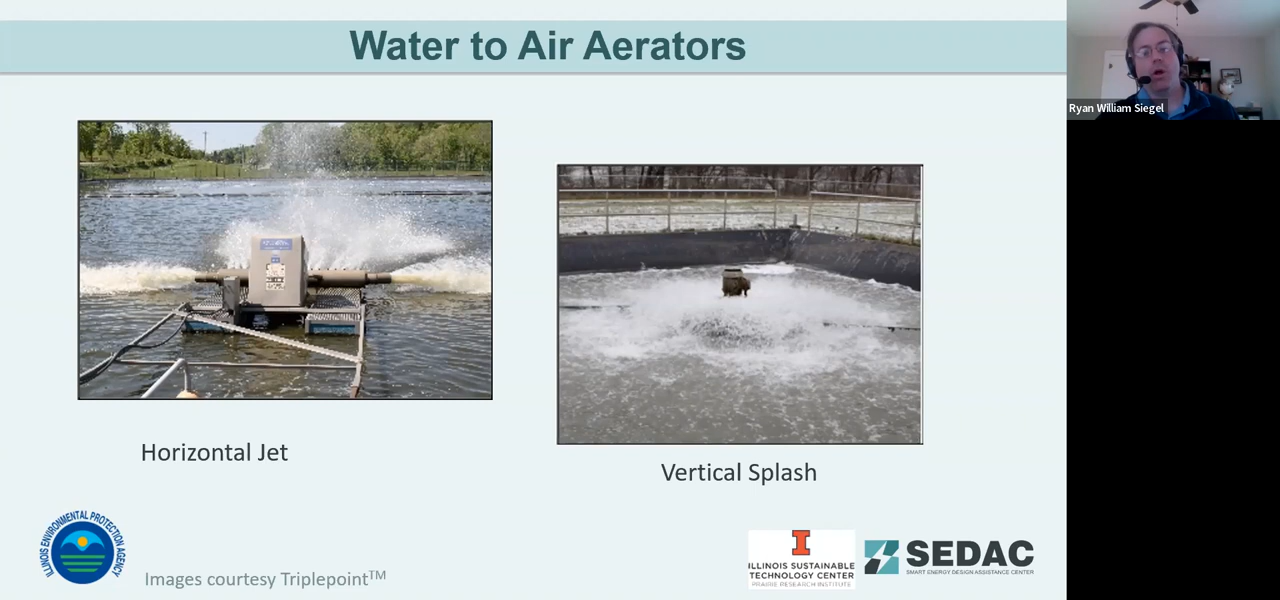 Water to Air Aerators
Ryan William Siegel
Horizontal Jet
Vertical Splash
ILLINOIS ENVIRONMENTAL PROTECTION AGENCY
Images courtesy Triplepoint™
I
ILLINOIS SUSTAINABLE
TECHNOLOGY CENTER
PRAIRIE RESEARCH INSTITUTE
SEDAC
SMART ENERGY DESIGN ASSISTANCE CENTER